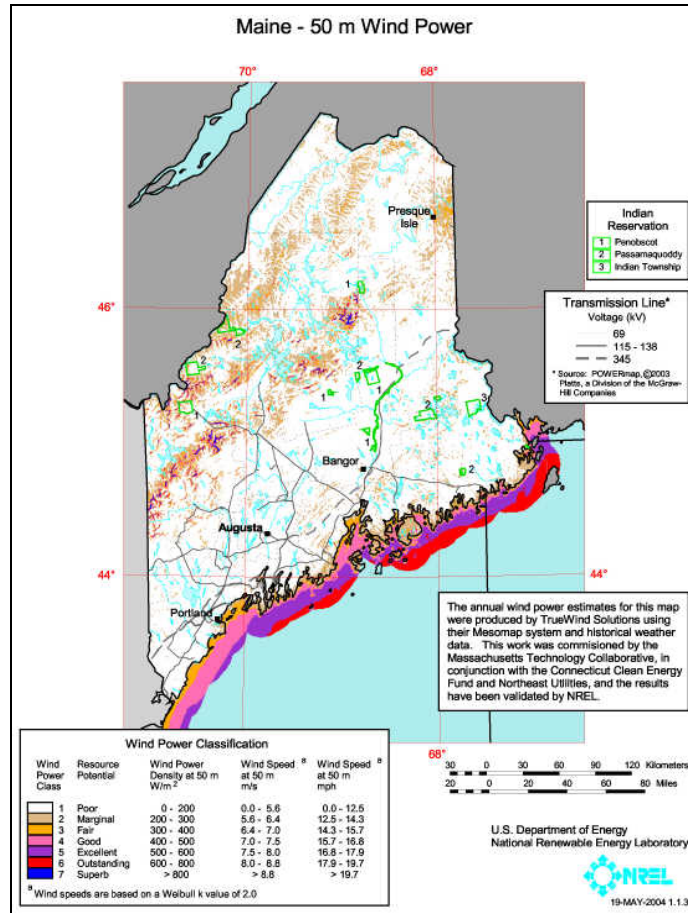 Maine - 50 m Wind Power
70° 68°
Presque
Isle
Indian
Reservation
1 Penobscot
2 Passamaquoddy
3 Indian Township
1
46°
Transmission Line*
Voltage (kV)
69
115 - 138
345
* Source: POWERmap, ©2003
Platts, a Division of the McGraw-
Hill Companies
2
2
2
1
1
1
2
3
1
Bangor
2
Augusta
44° 44°
Portland
The annual wind power estimates for this map
were produced by TrueWind Solutions using
their Mesomap system and historical weather
data. This work was commisioned by the
Massachusetts Technology Collaborative, in
conjunction with the Connecticut Clean Energy
Fund and Northeast Utilities, and the results
have been validated by NREL.
68°
Wind Power Classification
Wind Resource Wind Power Wind Speed a Wind Speed a
Power Potential Density at 50 m at 50 m at 50 m
Class W/m 2 m/s mph
1 Poor 0 - 200 0.0 - 5.6 0.0 - 12.5
2 Marginal 200 - 300 5.6 - 6.4 12.5 - 14.3
3 Fair 300 - 400 6.4 - 7.0 14.3 - 15.7
4 Good 400 - 500 7.0 - 7.5 15.7 - 16.8
5 Excellent 500 - 600 7.5 - 8.0 16.8 - 17.9
6 Outstanding 600 - 800 8.0 - 8.8 17.9 - 19.7
7 Superb > 800 > 8.8 > 19.7
a Wind speeds are based on a Weibull k value of 2.0
30 0 30 60 90 120 Kilometers
20 0 20 40 60 80 Miles
U.S. Department of Energy
National Renewable Energy Laboratory
NREL
19-MAY-2004 1.1.3